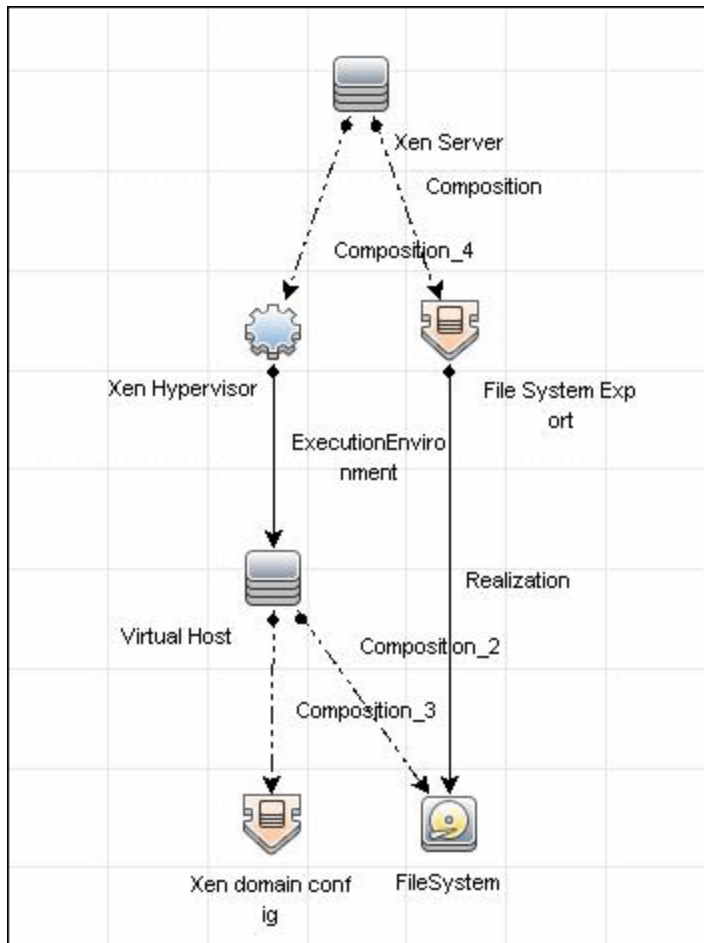 Xen Server
Composition
Composition_4
Xen Hypervisor
File System Exp
ort
ExecutionEnviro
nment
Realization
Virtual Host
Composition_2
Composition_3
Xen domain conf
ig
FileSystem